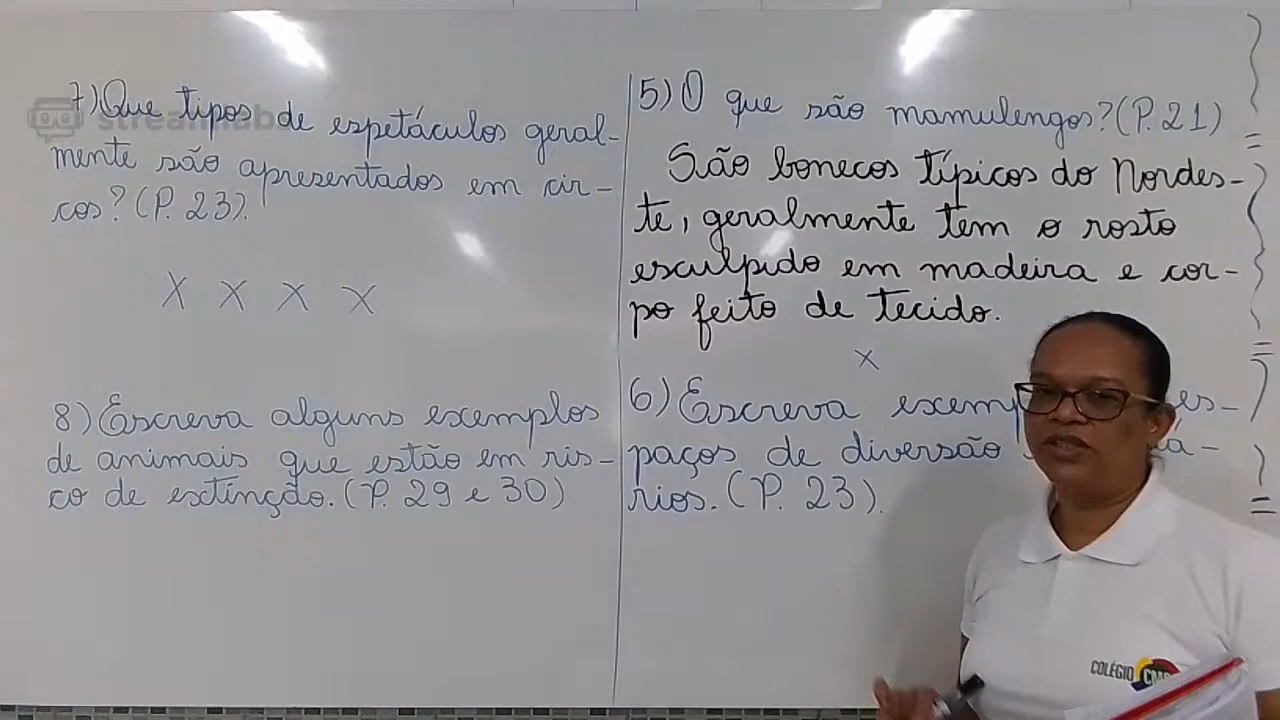 7) Que tipos de espetáculos geral-
mente são apresentados em cir-
cos? (P. 23).
X X X X
8) Escreva alguns exemplos
de animais que estão em ris-
co de extinção. (P. 29 e 30)
5) O que são mamulengos? (P. 21)
São bonecos típicos do Nordes-
te, geralmente tem o rosto
esculpido em madeira e cor-
po feito de tecido.
X
6) Escreva es-
paços de diversão
rios. (P. 23).
streamlabs
COLÉGIO